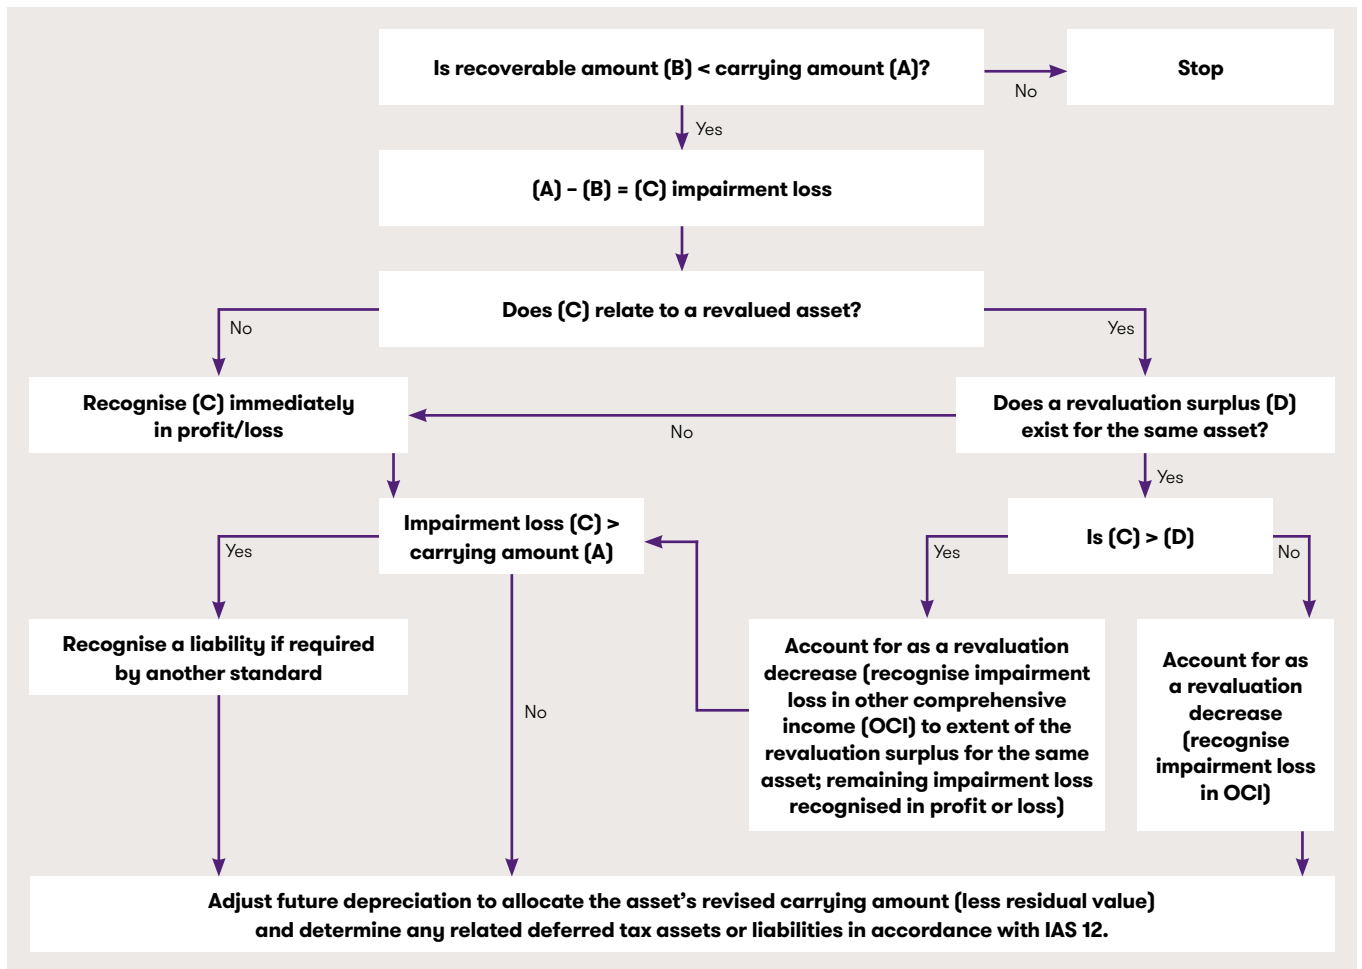 Is recoverable amount (B) < carrying amount (A)?
No
Stop
Yes
(A) – (B) = (C) impairment loss
Does (C) relate to a revalued asset?
No
Yes
Recognise (C) immediately
in profit/loss
No
Does a revaluation surplus (D)
exist for the same asset?
Yes
Impairment loss (C) >
carrying amount (A)
Is (C) > (D)
Yes
Yes
No
Recognise a liability if required
by another standard
No
Account for as a revaluation
decrease (recognise impairment
loss in other comprehensive
income (OCI) to extent of the
revaluation surplus for the same
asset; remaining impairment loss
recognised in profit or loss)
Account for as
a revaluation
decrease
(recognise
impairment loss
in OCI)
Adjust future depreciation to allocate the asset’s revised carrying amount (less residual value)
and determine any related deferred tax assets or liabilities in accordance with IAS 12.